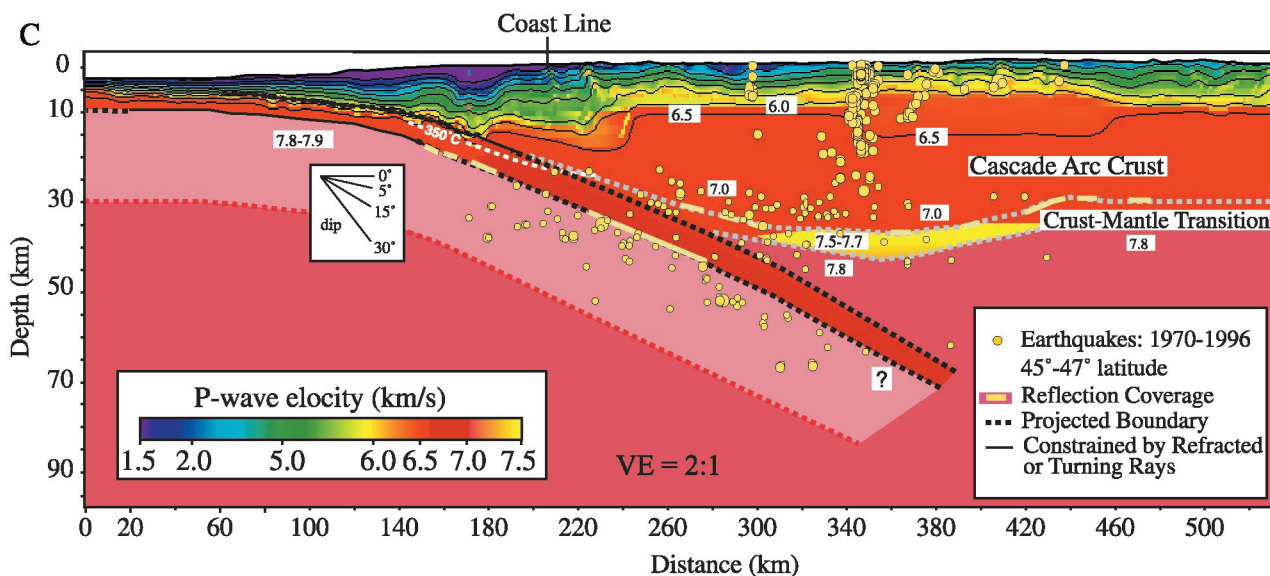 C
Coast Line
0
10
30
50
70
90
Depth (km)
6.0
6.5
6.5
350°C
7.8-7.9
0°
5°
15°
30°
dip
Cascade Arc Crust
7.0
7.0
Crust-Mantle Transition
7.5-7.7
7.8
7.8
?
P-wave elocity (km/s)
1.5 2.0 5.0 6.0 6.5 7.0 7.5
VE = 2:1
Earthquakes: 1970-1996
45°-47° latitude
Reflection Coverage
Projected Boundary
Constrained by Refracted
or Turning Rays
0 20 60 100 140 180 220 260 300 340 380 420 460 500
Distance (km)